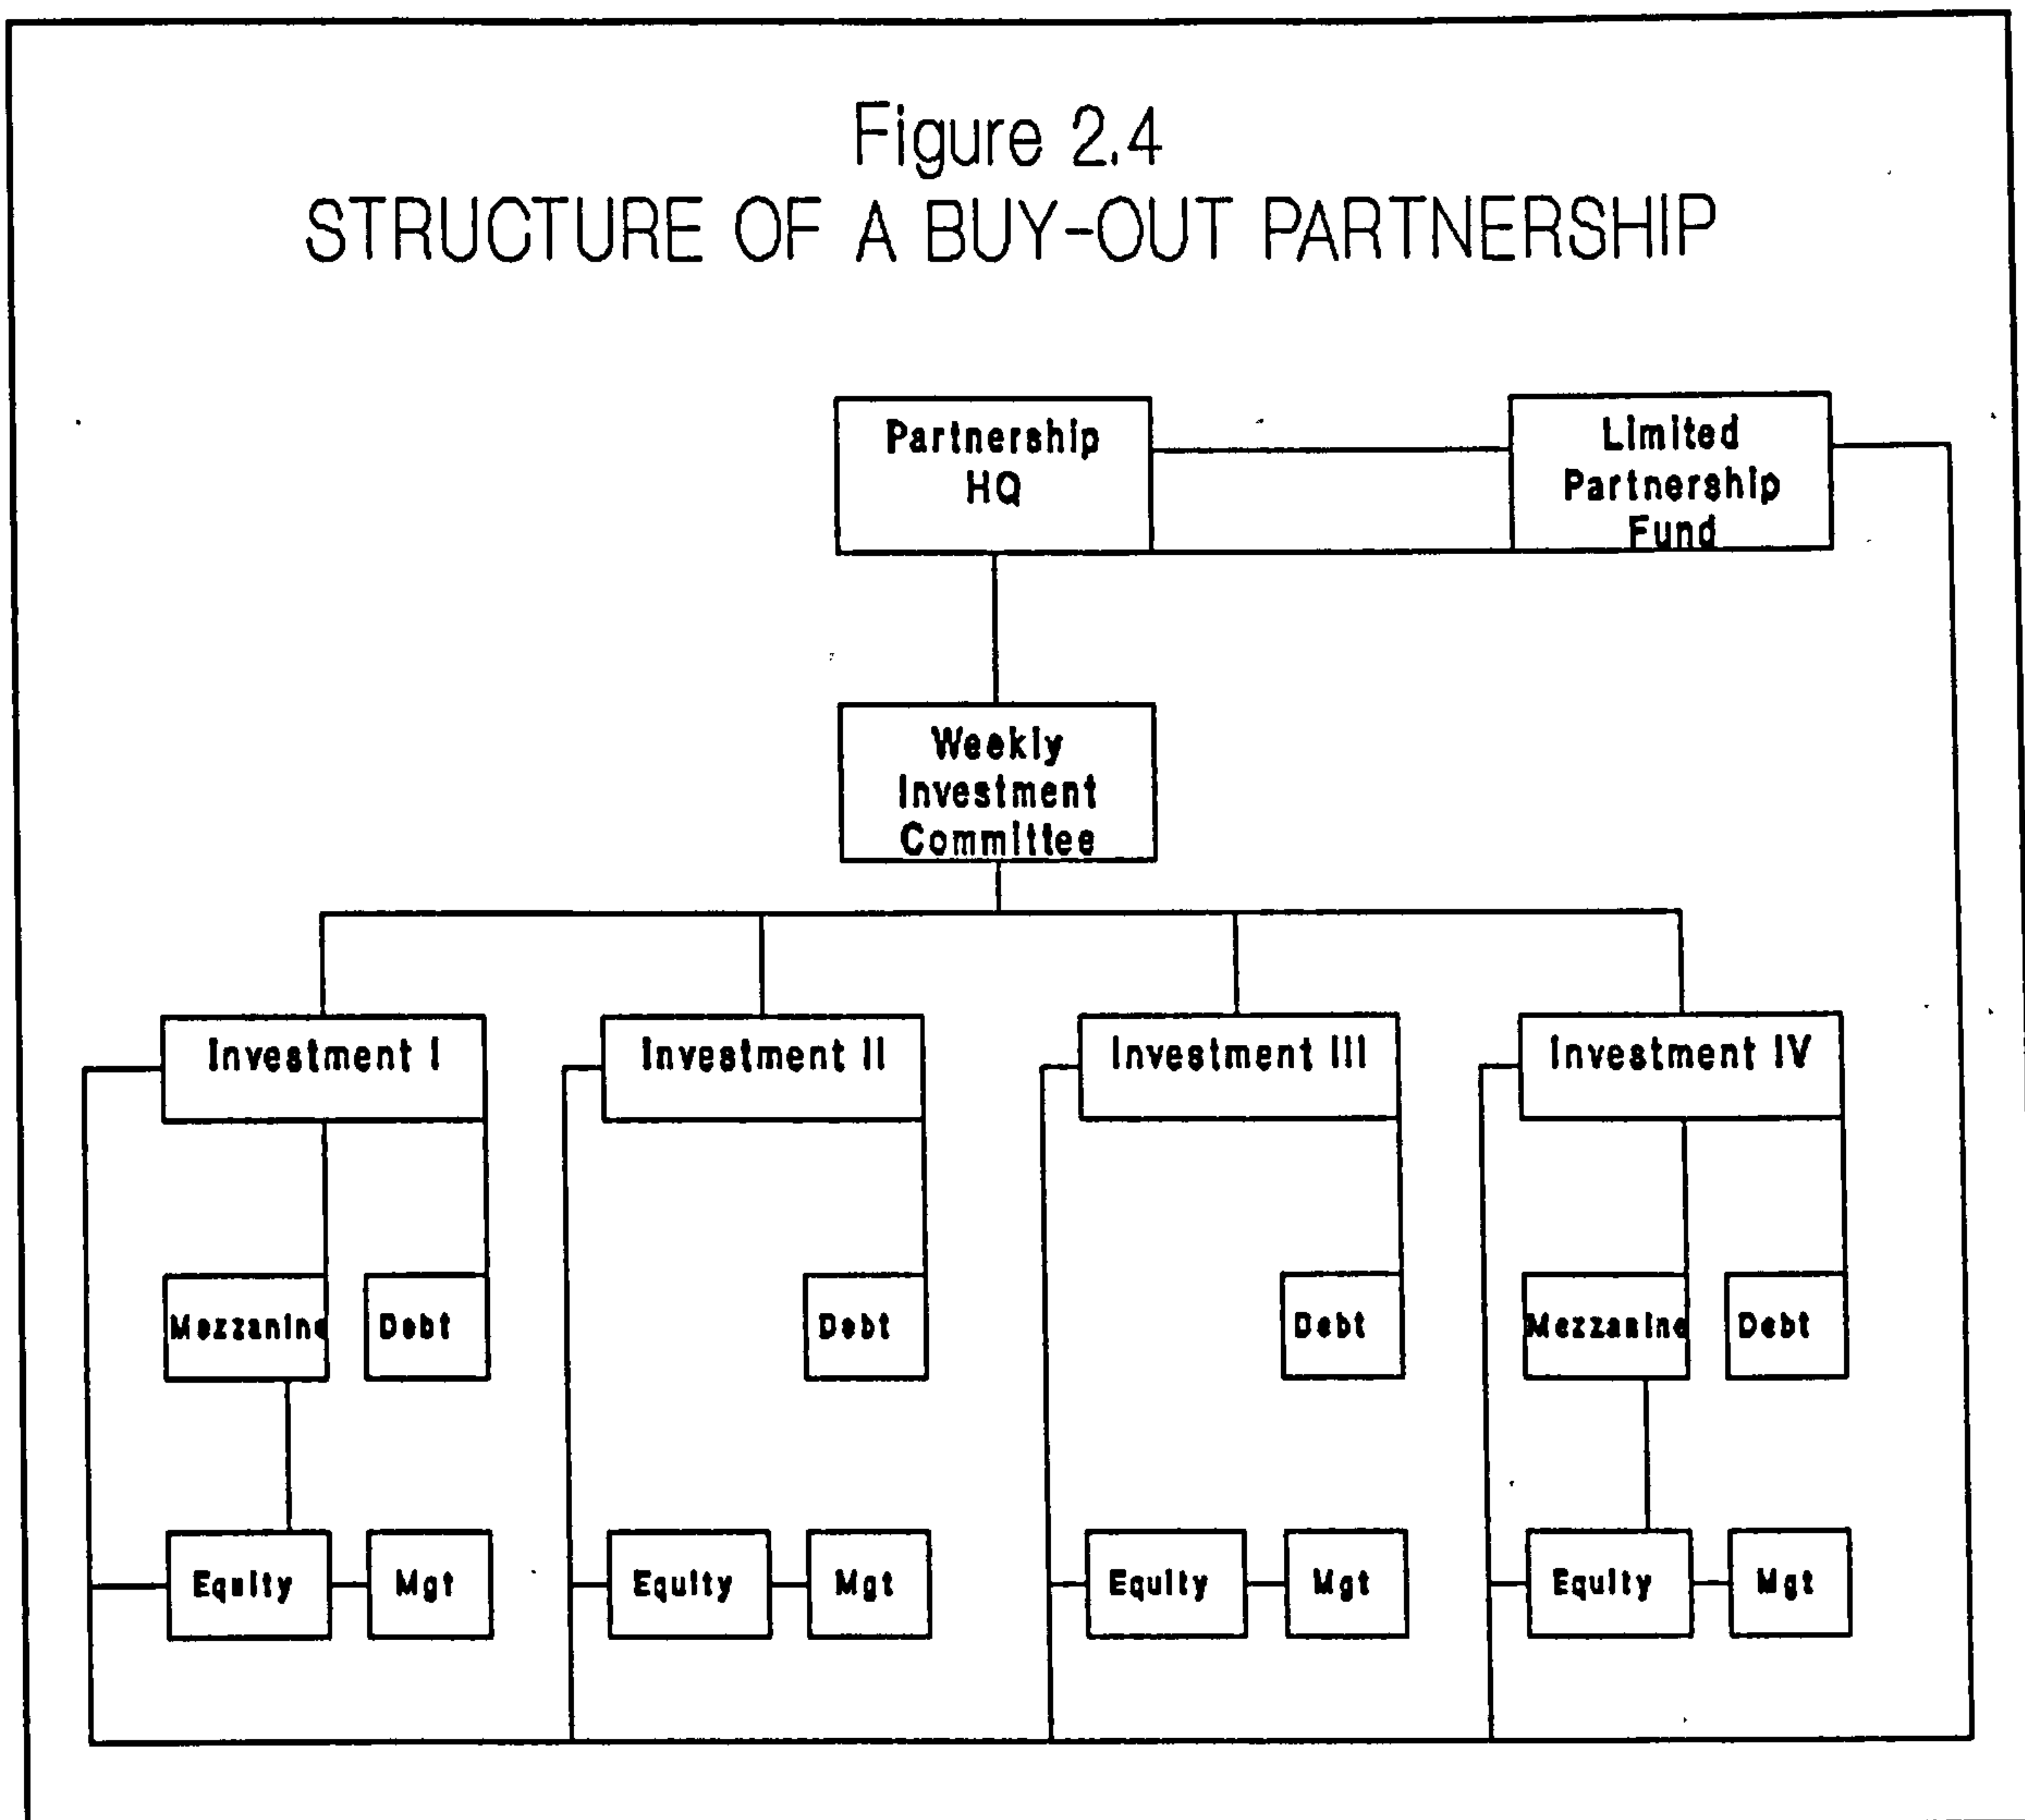 Figure 2.4
STRUCTURE OF A BUY-OUT PARTNERSHIP
Partnership
HQ
Limited
Partnership
Fund
Weekly
Investment
Committee
Investment I
Investment II
Investment III
Investment IV
Mezzanine
Debt
Debt
Debt
Mezzanine
Debt
Equity
Mgt
Equity
Mgt
Equity
Mgt
Equity
Mgt